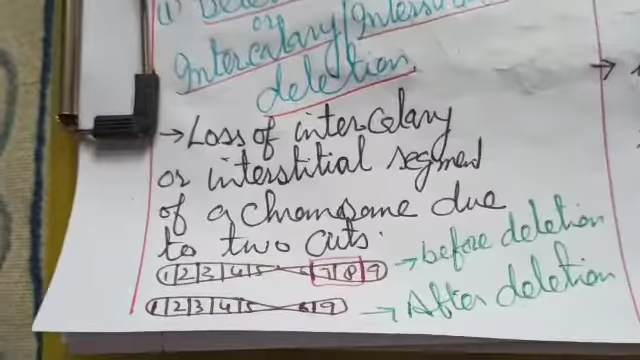 (1)
or
Intercalary/
deletion
→ Loss of intercalary
or interstitial segment
of a chromosome due
to two cuts.
1 2 3 4 5 6 7 8 9 → before deletion
1 2 3 4 5 6 9 → After deletion